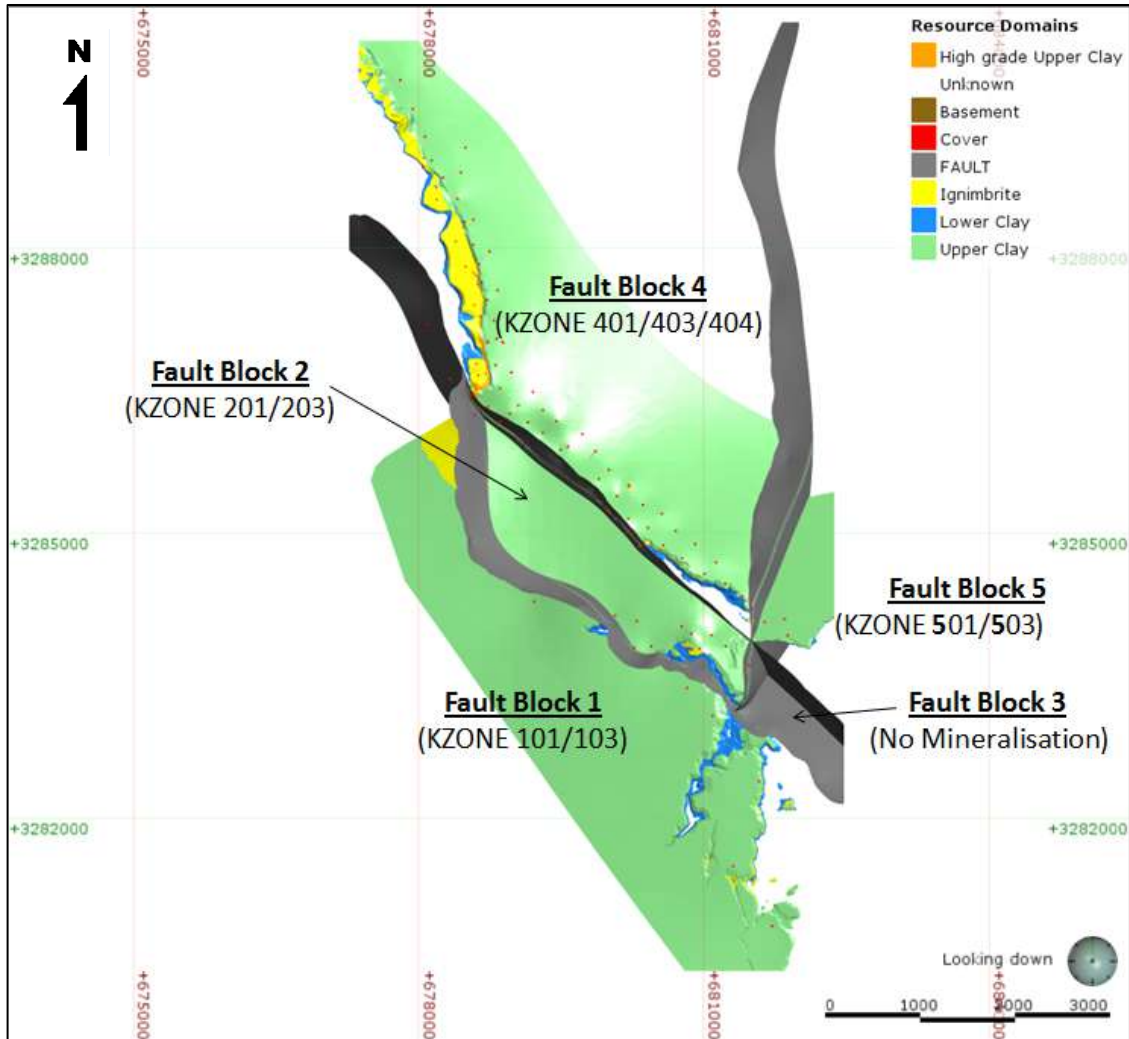 N
+675000
+678000
+681000
Resource Domains
High grade Upper Clay
Unknown
Basement
Cover
FAULT
Ignimbrite
Lower Clay
Upper Clay
+3288000
+3288000
Fault Block 4
(KZONE 401/403/404)
Fault Block 2
(KZONE 201/203)
+3285000
+3285000
Fault Block 5
(KZONE 501/503)
Fault Block 1
(KZONE 101/103)
Fault Block 3
(No Mineralisation)
+3282000
+3282000
Looking down
+675000
+678000
+681000
0 1000 2000 3000